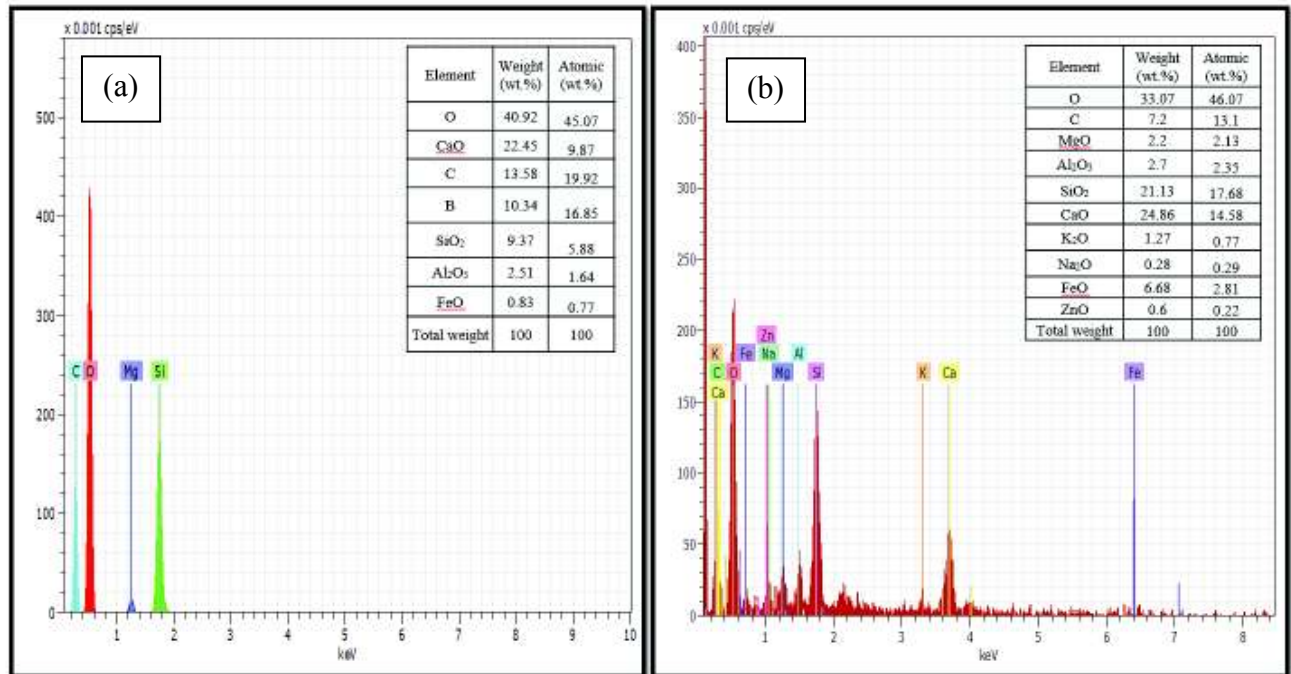 x 0.001 cps/eV
(a)
Element Weight (wt.%) Atomic (wt.%)
O 40.92 45.07
CaO 22.45 9.87
C 13.58 19.92
B 10.34 16.85
SiO₂ 9.37 5.88
Al₂O₃ 2.51 1.64
FeO 0.83 0.77
Total weight 100 100
500
400
300
200
100
0
C O Mg Si
1 2 3 4 5 6 7 8 9 10
keV
x 0.001 cps/eV
(b)
Element Weight (wt.%) Atomic (wt.%)
O 33.07 46.07
C 7.2 13.1
MgO 2.2 2.13
Al₂O₃ 2.7 2.35
SiO₂ 21.13 17.68
CaO 24.86 14.58
K₂O 1.27 0.77
Na₂O 0.28 0.29
FeO 6.68 2.81
ZnO 0.6 0.22
Total weight 100 100
400
350
300
250
200
150
100
50
0
Zn
K Fe Na Al
C O Mg Si K Ca Fe
Ca
1 2 3 4 5 6 7 8
keV